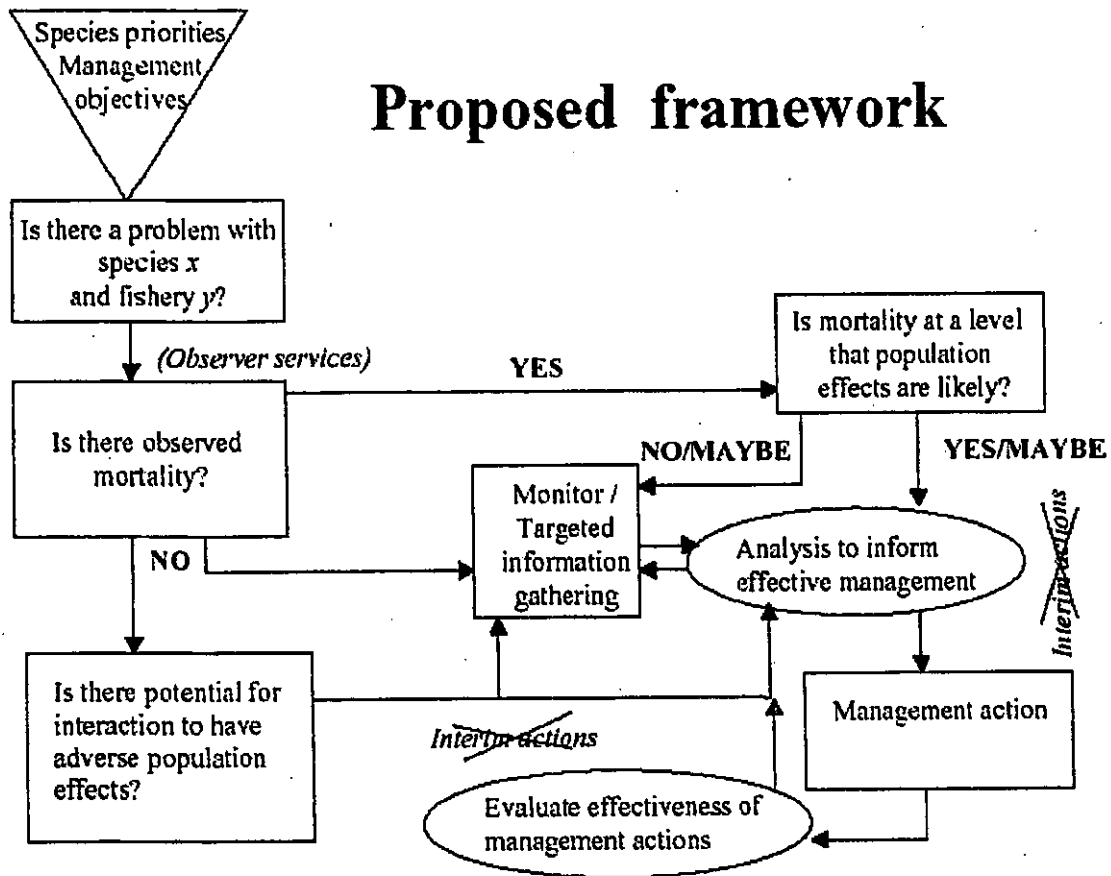 Species priorities
Management
objectives
Proposed framework
Is there a problem with
species x
and fishery y?
(Observer services)
YES
Is mortality at a level
that population
effects are likely?
Is there observed
mortality?
NO/MAYBE
YES/MAYBE
Monitor /
Targeted
information
gathering
Analysis to inform
effective management
Interim actions
NO
Is there potential for
interaction to have
adverse population
effects?
Interim actions
Management action
Evaluate effectiveness of
management actions